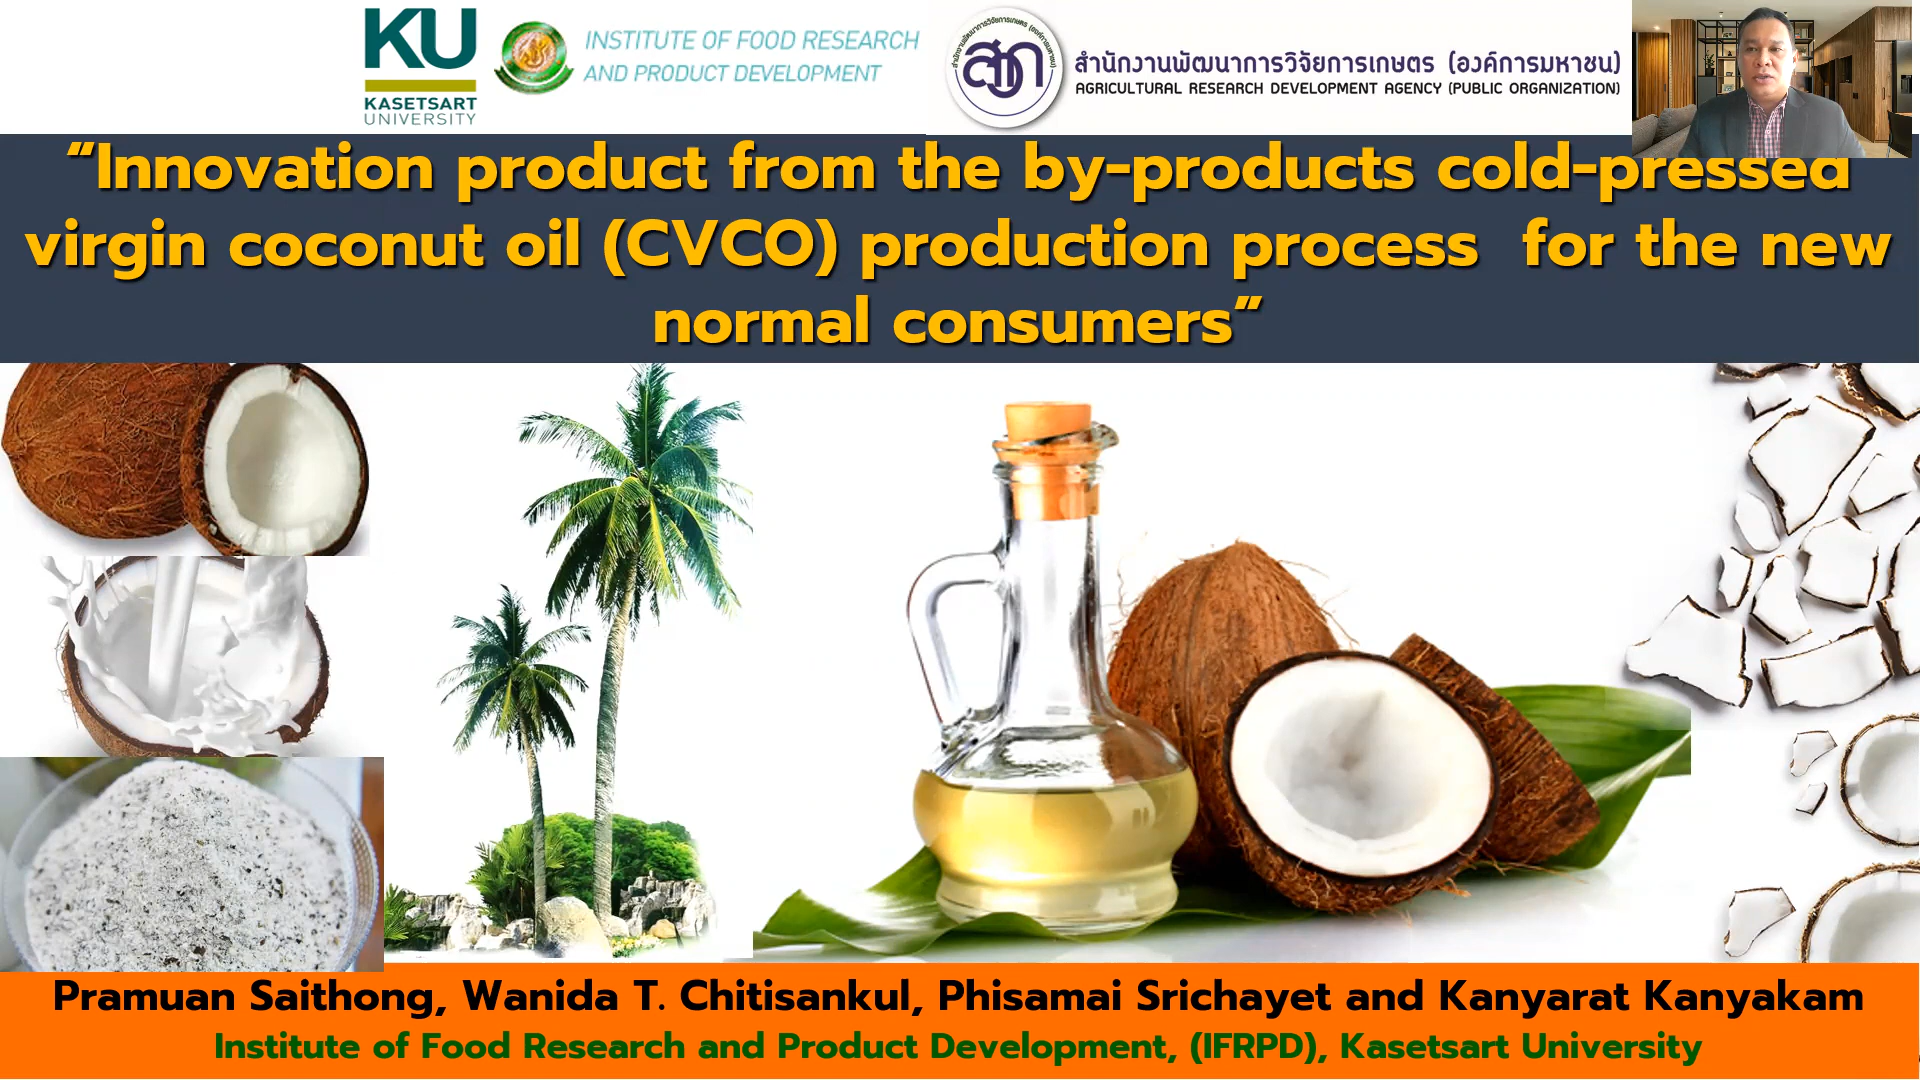 KU
KASETSART
UNIVERSITY
INSTITUTE OF FOOD RESEARCH
AND PRODUCT DEVELOPMENT
สำนักงานพัฒนาการวิจัยการเกษตร (องค์การมหาชน)
AGRICULTURAL RESEARCH DEVELOPMENT AGENCY (PUBLIC ORGANIZATION)
“Innovation product from the by-products cold-pressed
virgin coconut oil (CVCO) production process for the new
normal consumers”
Pramuan Saithong, Wanida T. Chitisankul, Phisamai Srichayet and Kanyarat Kanyakam
Institute of Food Research and Product Development, (IFRPD), Kasetsart University